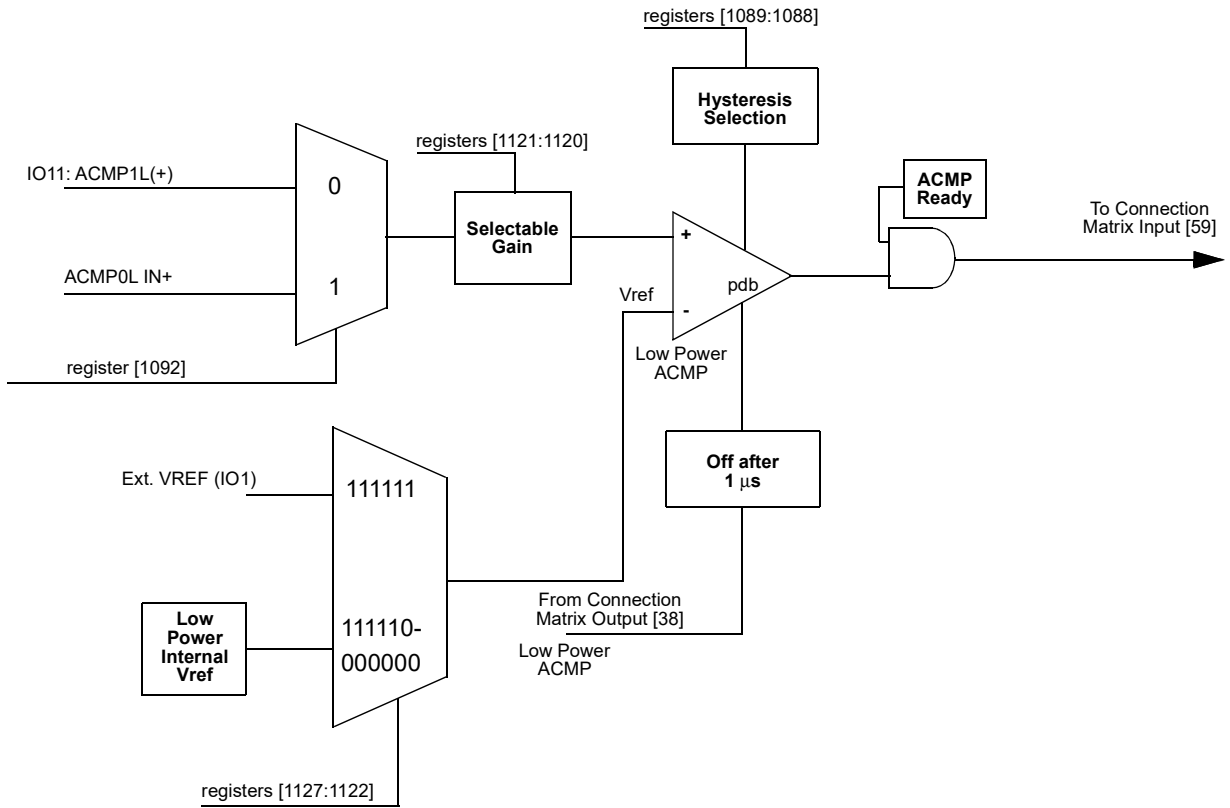 registers [1089:1088]
Hysteresis
Selection
registers [1121:1120]
IO11: ACMP1L(+)
0
Selectable
Gain
ACMP
Ready
To Connection
Matrix Input [59]
+
ACMP0L IN+
1
pdb
Vref
-
Low Power
ACMP
register [1092]
Off after
1 μs
Ext. VREF (IO1)
111111
From Connection
Matrix Output [38]
Low Power
ACMP
Low
Power
Internal
Vref
111110-
000000
registers [1127:1122]